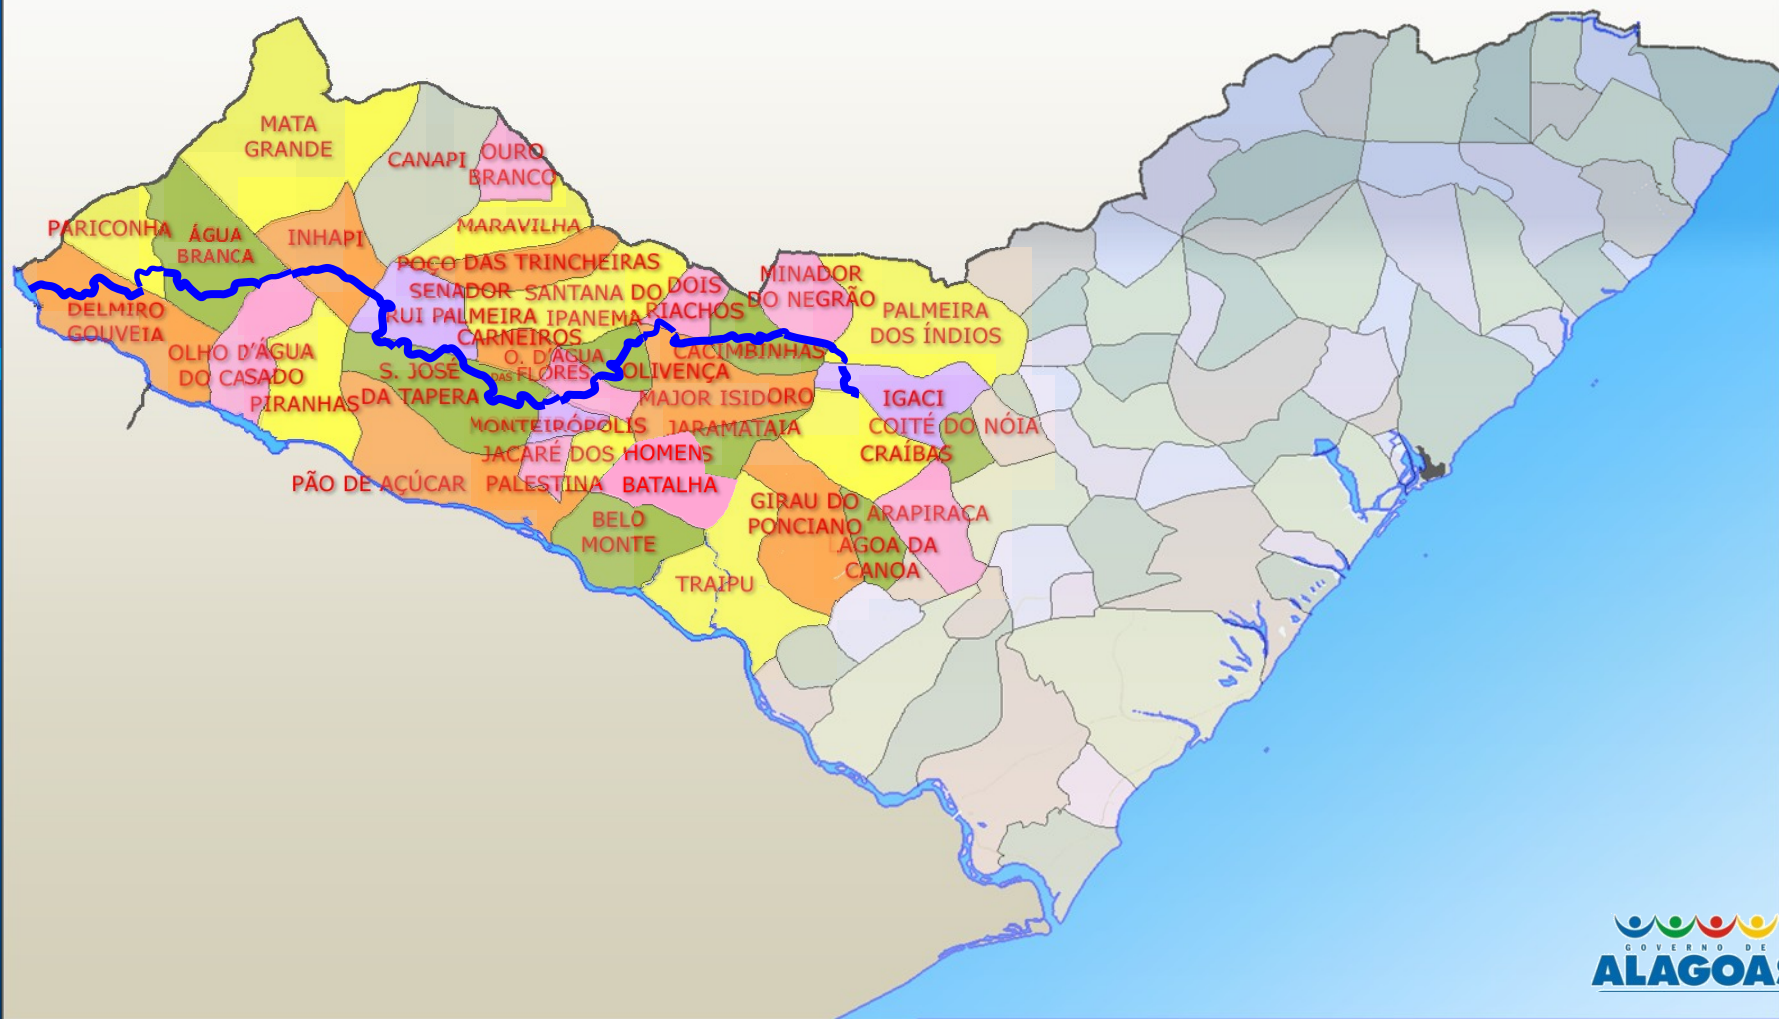 MATA
GRANDE
CANAPI
OURO
BRANCO
PARICONHA
ÁGUA
BRANCA
INHAPI
MARAVILHA
POÇO DAS TRINCHEIRAS
SENADOR
RUI PALMEIRA
SANTANA DO
IPANEMA
DOIS
RIACHOS
MINADOR
DO NEGRÃO
PALMEIRA
DOS ÍNDIOS
DELMIRO
GOUVEIA
CARNEIROS
OLHO D'ÁGUA
DO CASADO
O. D'ÁGUA
DAS FLORES
CACIMBINHAS
S. JOSÉ
DA TAPERA
OLIVENÇA
PIRANHAS
MAJOR ISIDORO
IGACI
MONTEIRÓPOLIS
JARAMATAIA
COITÉ DO NÓIA
JACARÉ DOS HOMENS
CRAÍBAS
PÃO DE AÇÚCAR
PALESTINA
BATALHA
GIRAU DO
PONCIANO
ARAPIRACA
BELO
MONTE
LAGOA DA
CANOA
TRAIPU
GOVERNO DE
ALAGOAS